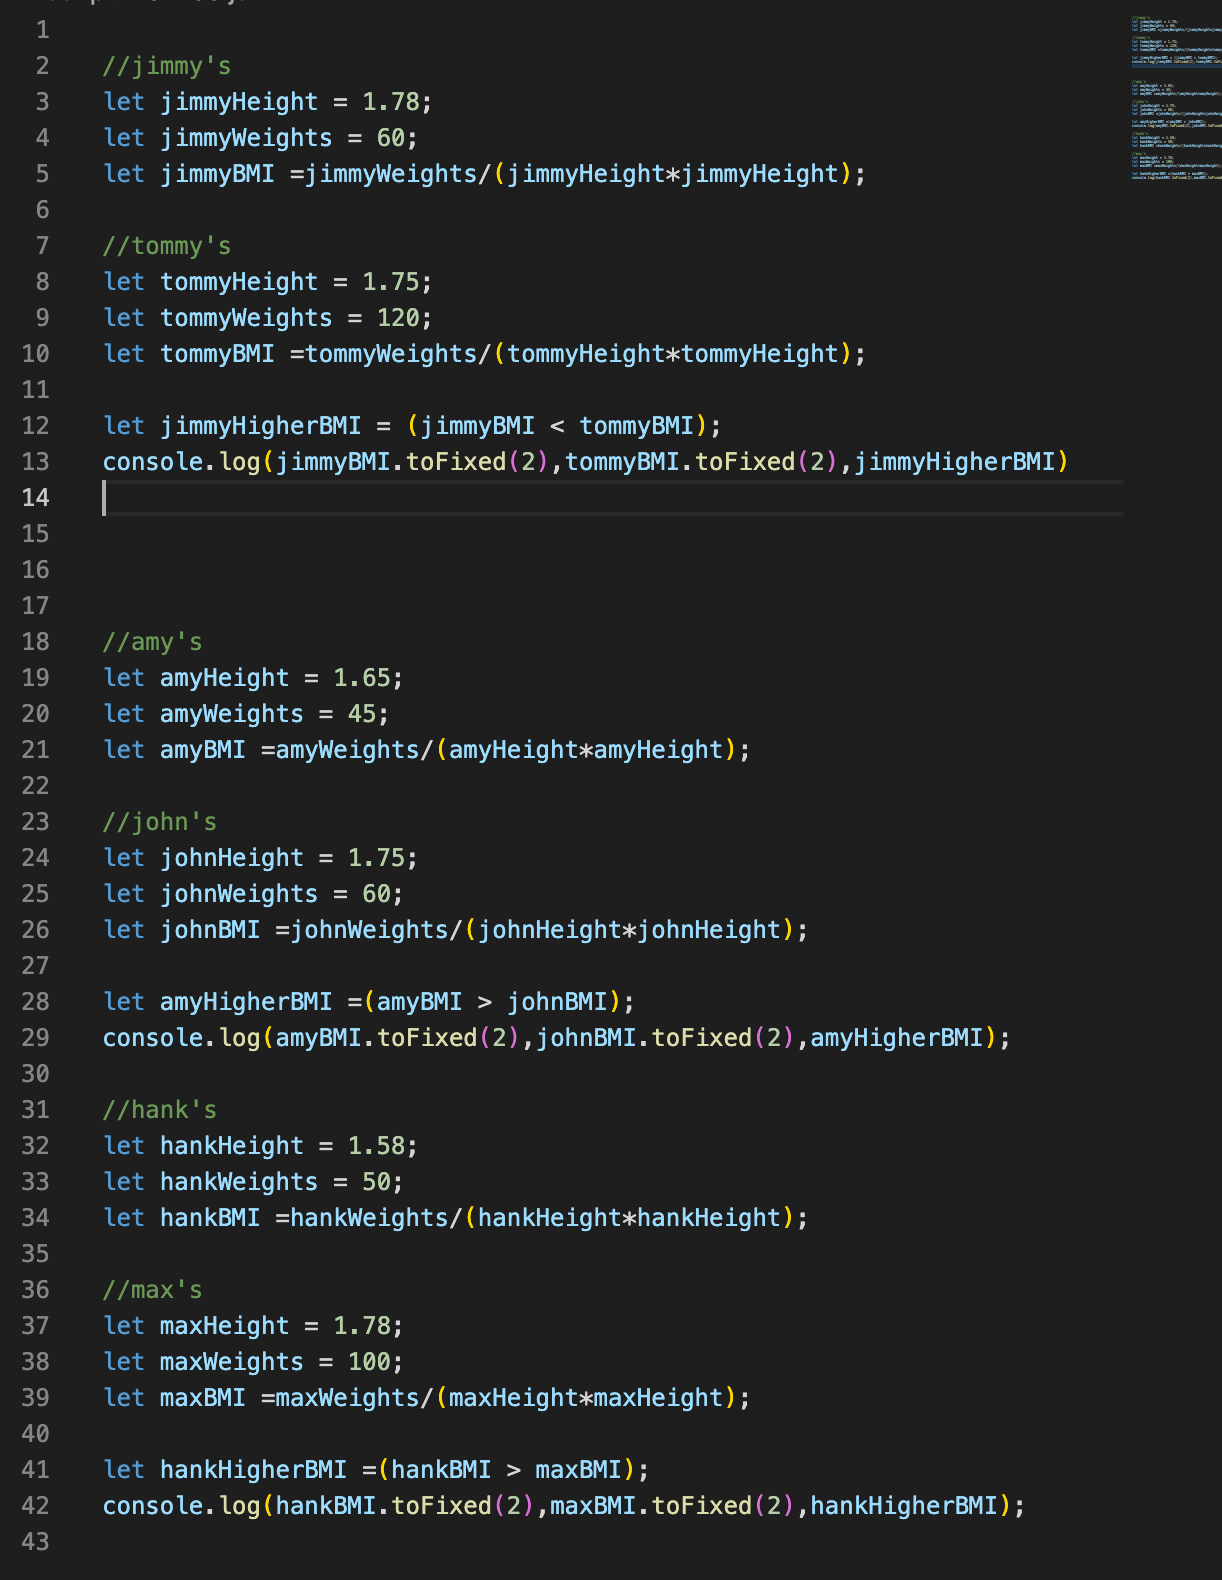 1
2 //jimmy's
3 let jimmyHeight = 1.78;
4 let jimmyWeights = 60;
5 let jimmyBMI =jimmyWeights/(jimmyHeight*jimmyHeight);
6
7 //tommy's
8 let tommyHeight = 1.75;
9 let tommyWeights = 120;
10 let tommyBMI =tommyWeights/(tommyHeight*tommyHeight);
11
12 let jimmyHigherBMI = (jimmyBMI < tommyBMI);
13 console.log(jimmyBMI.toFixed(2),tommyBMI.toFixed(2),jimmyHigherBMI)
14
15
16
17
18 //amy's
19 let amyHeight = 1.65;
20 let amyWeights = 45;
21 let amyBMI =amyWeights/(amyHeight*amyHeight);
22
23 //john's
24 let johnHeight = 1.75;
25 let johnWeights = 60;
26 let johnBMI =johnWeights/(johnHeight*johnHeight);
27
28 let amyHigherBMI =(amyBMI > johnBMI);
29 console.log(amyBMI.toFixed(2),johnBMI.toFixed(2),amyHigherBMI);
30
31 //hank's
32 let hankHeight = 1.58;
33 let hankWeights = 50;
34 let hankBMI =hankWeights/(hankHeight*hankHeight);
35
36 //max's
37 let maxHeight = 1.78;
38 let maxWeights = 100;
39 let maxBMI =maxWeights/(maxHeight*maxHeight);
40
41 let hankHigherBMI =(hankBMI > maxBMI);
42 console.log(hankBMI.toFixed(2),maxBMI.toFixed(2),hankHigherBMI);
43